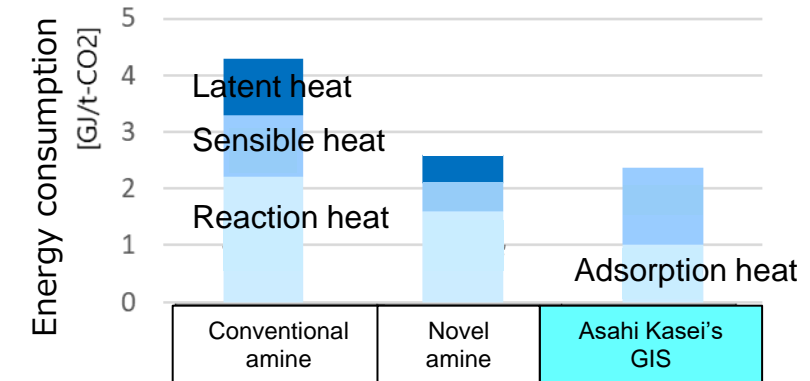 Energy consumption
[GJ/t-CO2]
5
4
3
2
1
0
Latent heat
Sensible heat
Reaction heat
Adsorption heat
Conventional
amine
Novel
amine
Asahi Kasei's
GIS